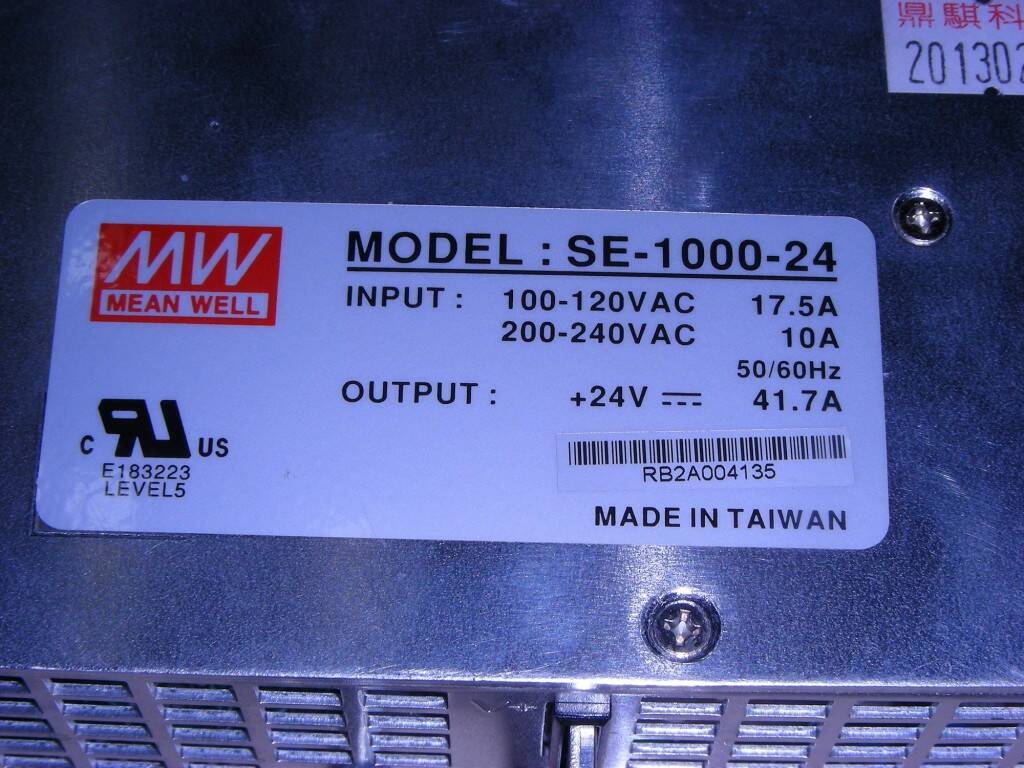 鼎騏科
201302
MW
MEAN WELL
MODEL : SE-1000-24
INPUT : 100-120VAC 17.5A
200-240VAC 10A
50/60Hz
OUTPUT : +24V ⎓ 41.7A
C UL US
E183223
LEVEL5
RB2A004135
MADE IN TAIWAN